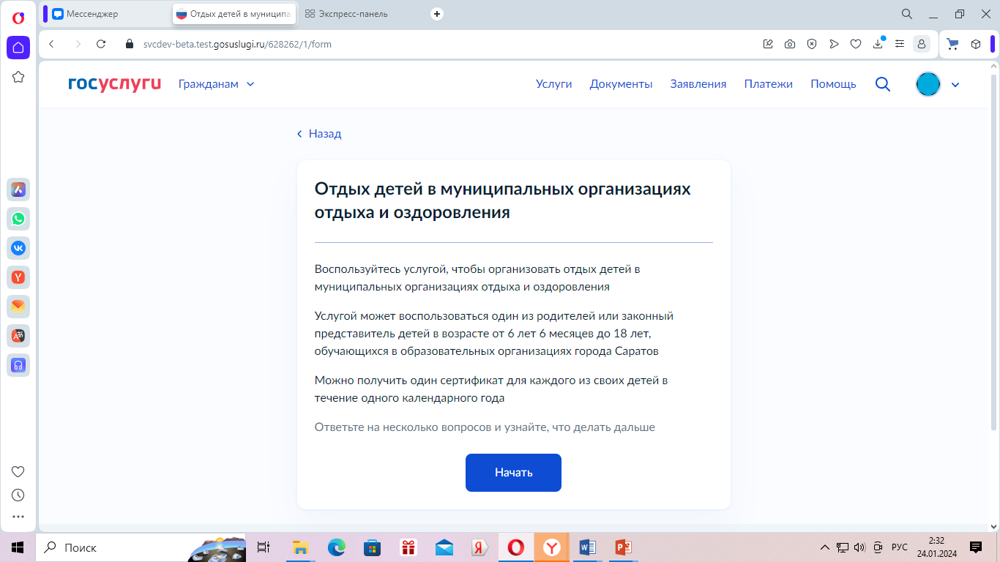 Мессенджер
Отдых детей в муниципа
Экспресс-панель
svcdev-beta.test.gosuslugi.ru/628262/1/form
госуслуги
Гражданам
Услуги
Документы
Заявления
Платежи
Помощь
Назад
Отдых детей в муниципальных организациях
отдыха и оздоровления
Воспользуйтесь услугой, чтобы организовать отдых детей в
муниципальных организациях отдыха и оздоровления
Услугой может воспользоваться один из родителей или законный
представитель детей в возрасте от 6 лет 6 месяцев до 18 лет,
обучающихся в образовательных организациях города Саратов
Можно получить один сертификат для каждого из своих детей в
течение одного календарного года
Ответьте на несколько вопросов и узнайте, что делать дальше
Начать
Поиск
РУС
2:32
24.01.2024